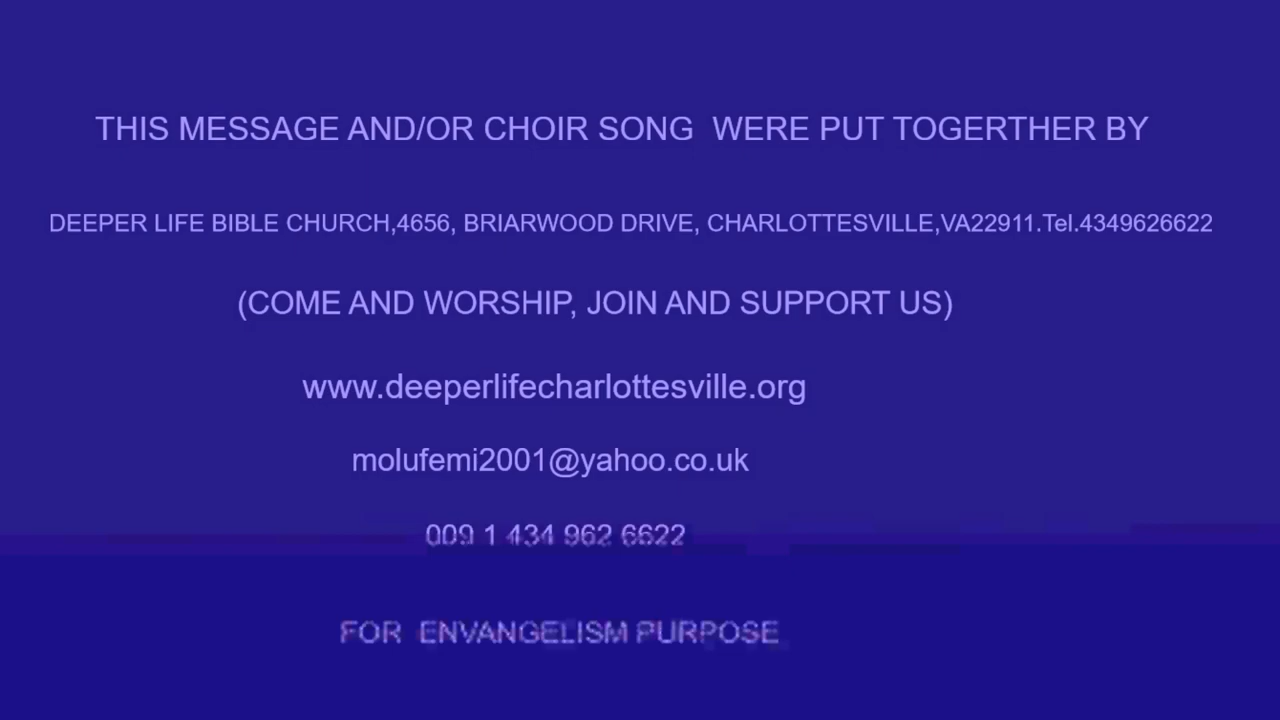 THIS MESSAGE AND/OR CHOIR SONG  WERE PUT TOGERTHER BY
DEEPER LIFE BIBLE CHURCH,4656, BRIARWOOD DRIVE, CHARLOTTESVILLE,VA22911.Tel.4349626622
(COME AND WORSHIP, JOIN AND SUPPORT US)
www.deeperlifecharlottesville.org
molufemi2001@yahoo.co.uk
009 1 434 962 6622
FOR  ENVANGELISM PURPOSE